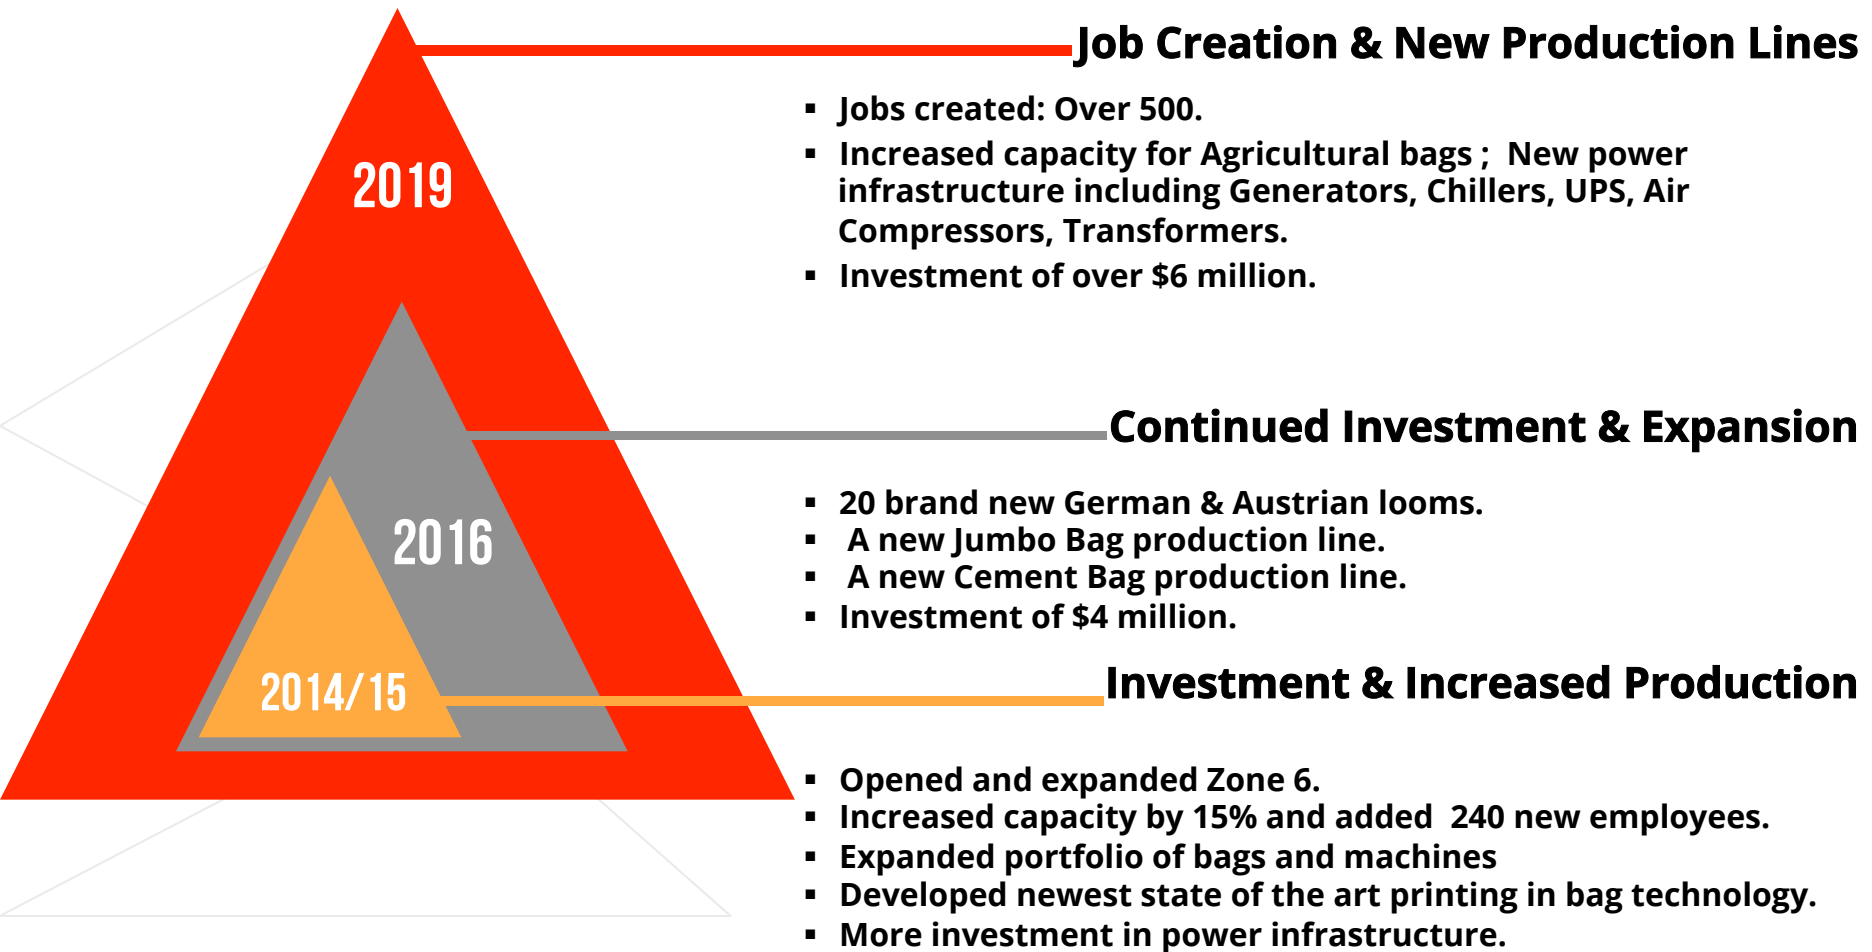 Job Creation & New Production Lines
▪ Jobs created: Over 500.
▪ Increased capacity for Agricultural bags ;  New power
infrastructure including Generators, Chillers, UPS, Air
Compressors, Transformers.
▪ Investment of over $6 million.
2019
Continued Investment & Expansion
▪ 20 brand new German & Austrian looms.
▪ A new Jumbo Bag production line.
▪ A new Cement Bag production line.
▪ Investment of $4 million.
2016
Investment & Increased Production
2014/15
▪ Opened and expanded Zone 6.
▪ Increased capacity by 15% and added  240 new employees.
▪ Expanded portfolio of bags and machines
▪ Developed newest state of the art printing in bag technology.
▪ More investment in power infrastructure.